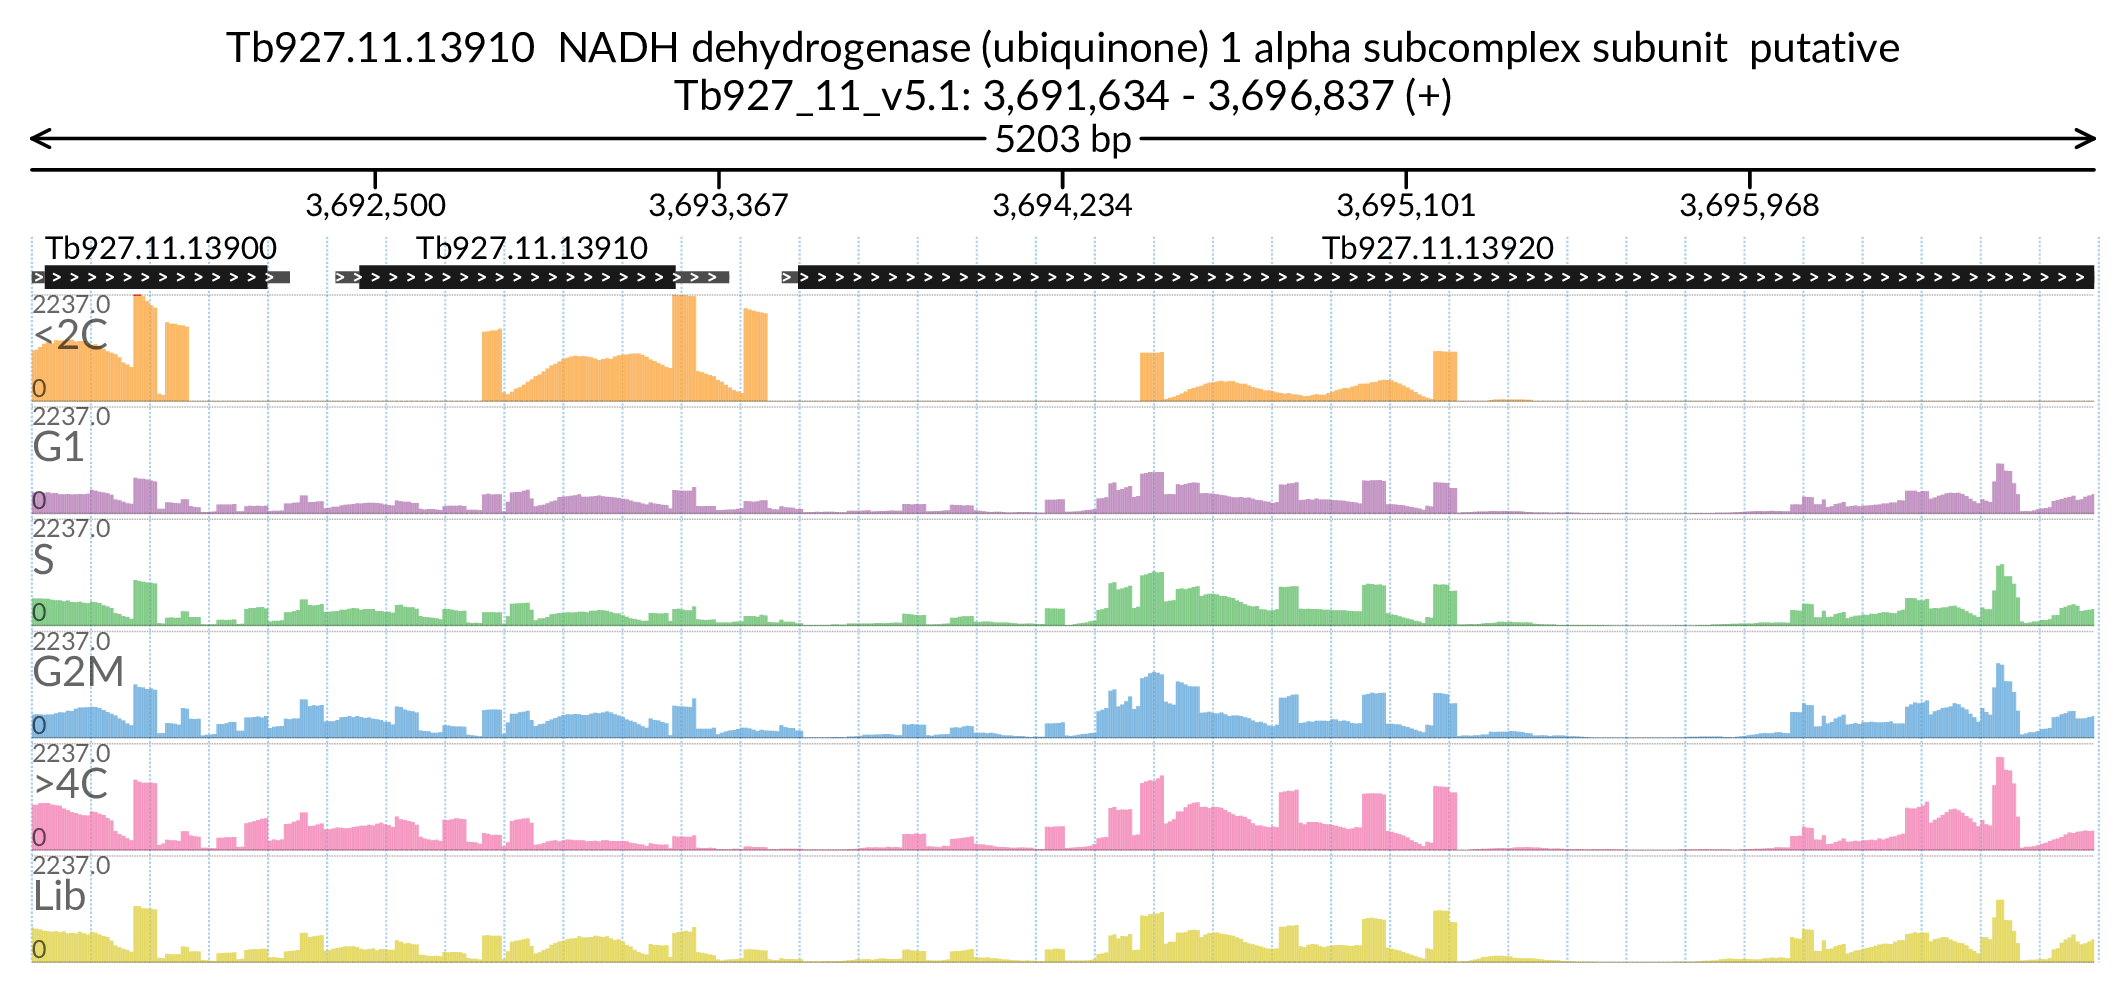 Tb927.11.13910  NADH dehydrogenase (ubiquinone) 1 alpha subcomplex subunit  putative
Tb927_11_v5.1: 3,691,634 - 3,696,837 (+)
5203 bp
3,692,500 3,693,367 3,694,234 3,695,101 3,695,968
Tb927.11.13900 Tb927.11.13910 Tb927.11.13920
2237.0
<2C
0
2237.0
G1
0
2237.0
S
0
2237.0
G2M
0
2237.0
>4C
0
2237.0
Lib
0